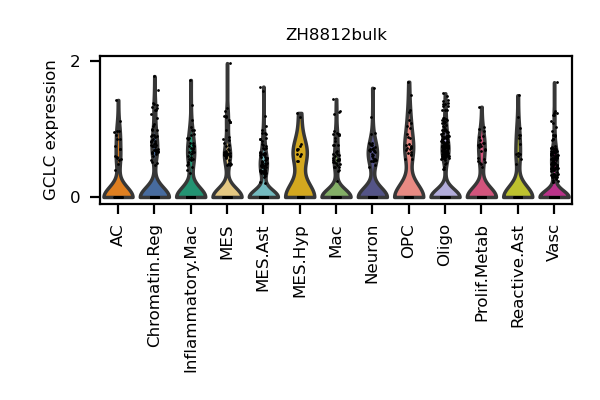 ZH8812bulk
GCLC expression
2
0
AC
Chromatin.Reg
Inflammatory.Mac
MES
MES.Ast
MES.Hyp
Mac
Neuron
OPC
Oligo
Prolif.Metab
Reactive.Ast
Vasc